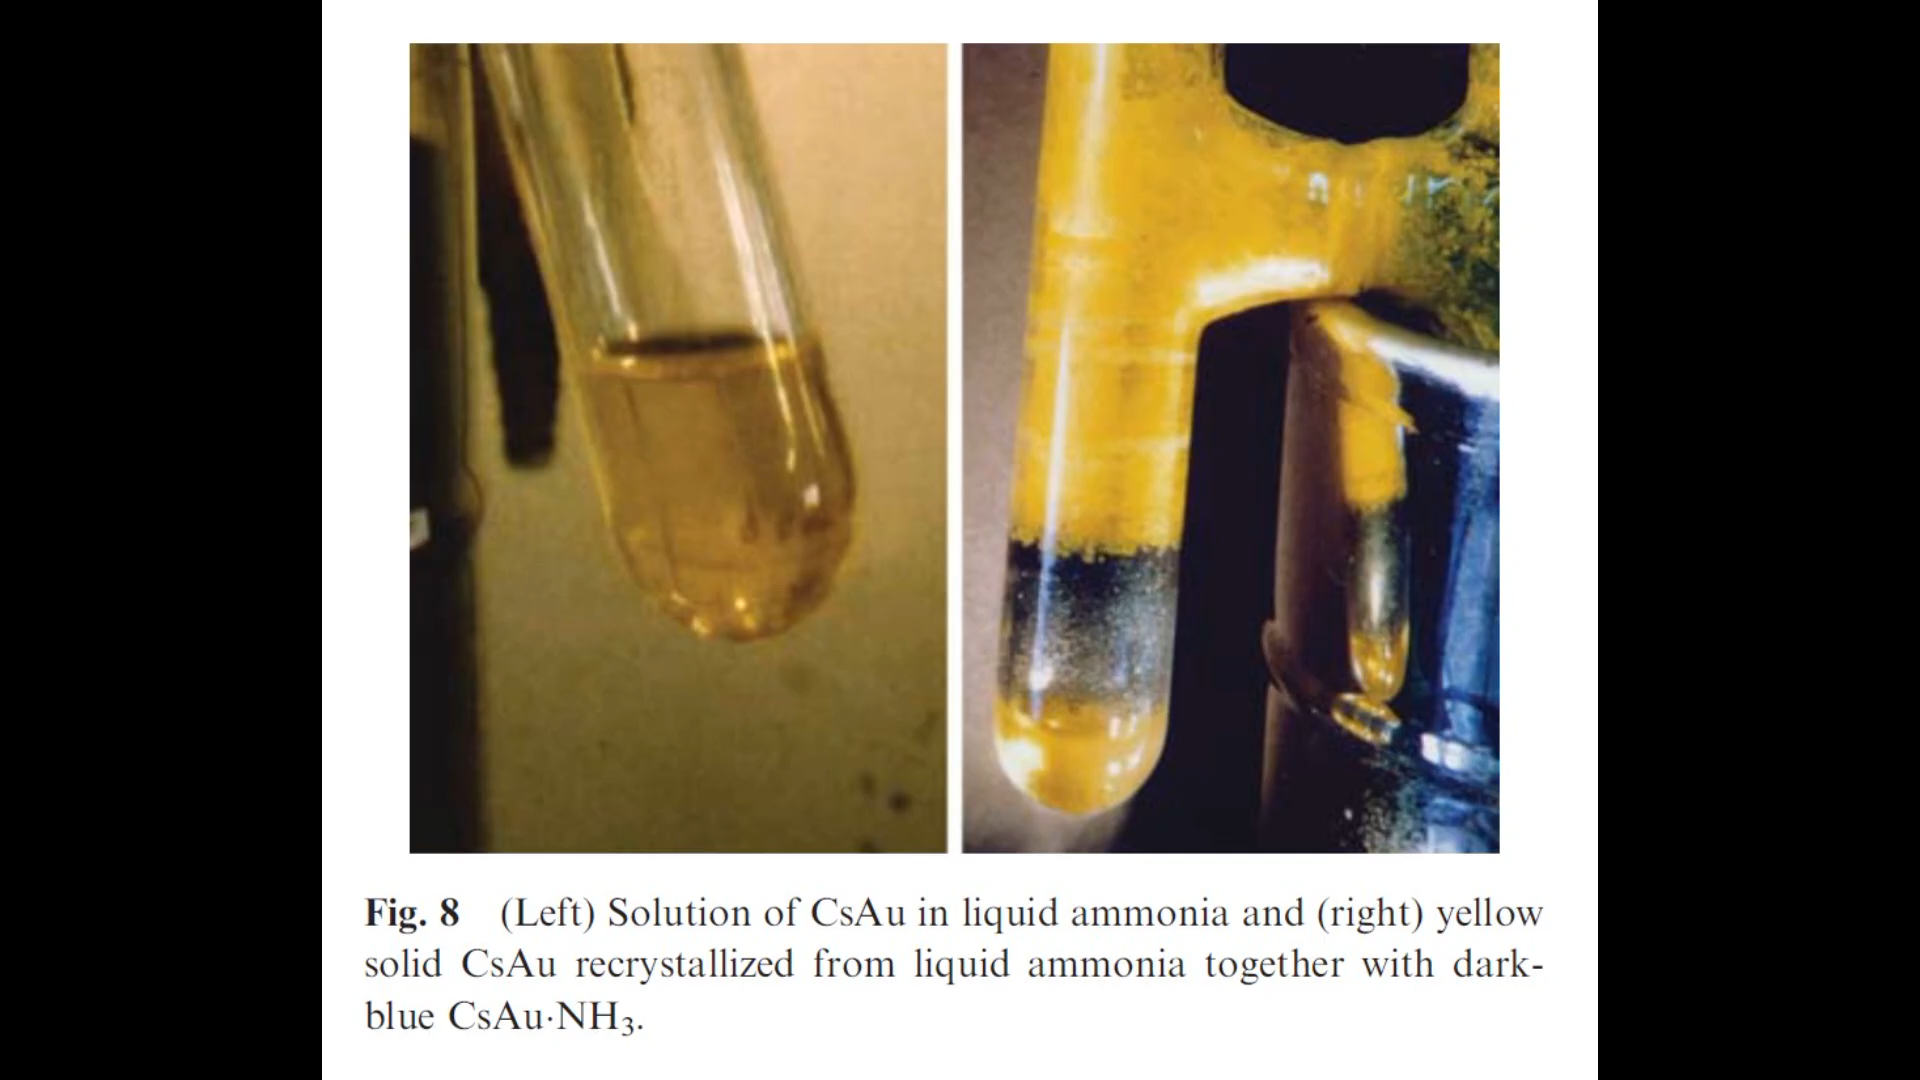 Fig. 8 (Left) Solution of CsAu in liquid ammonia and (right) yellow
solid CsAu recrystallized from liquid ammonia together with dark-
blue CsAu·NH₃.